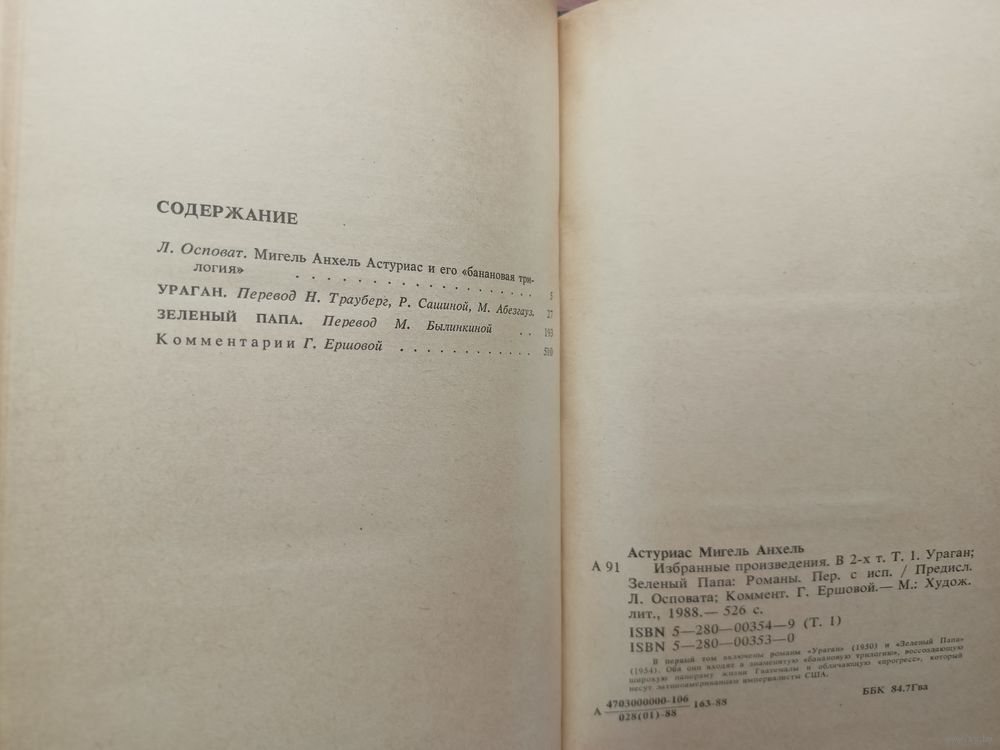 СОДЕРЖАНИЕ
Л. Осповат. Мигель Анхель Астуриас и его «банановая три-
логия» . . . . . . . . . . . . . . . . . . 5
УРАГАН. Перевод Н. Трауберг, Р. Сашиной, М. Абезгауз. 27
ЗЕЛЕНЫЙ ПАПА. Перевод М. Былинкиной . . 193
Комментарии Г. Ершовой . . . . . . . . . . . . 510
Астуриас Мигель Анхель
А 91 Избранные произведения. В 2-х т. Т. 1. Ураган;
Зеленый Папа: Романы. Пер. с исп. / Предисл.
Л. Осповата; Коммент. Г. Ершовой.— М.: Худож.
лит., 1988.— 526 с.
ISBN 5—280—00354—9 (Т. 1)
ISBN 5—280—00353—0
В первый том включены романы «Ураган» (1950) и «Зеленый Папа»
(1954). Оба они входят в знаменитую «банановую трилогию», воссоздающую
широкую панораму жизни Гватемалы и обличающую «прогресс», который
несут латиноамериканцам империалисты США.
А 4703000000-106 163-88
028(01)-88
ББК 84.7Гва